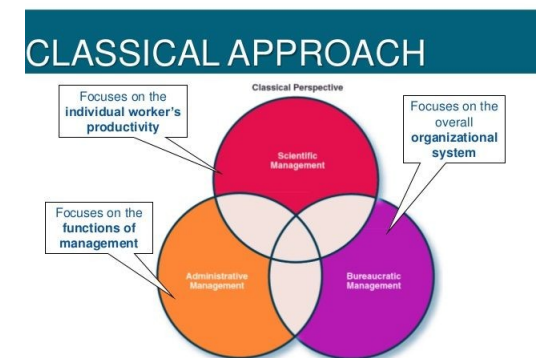 CLASSICAL APPROACH
Classical Perspective
Focuses on the
individual worker's
productivity
Focuses on the
overall
organizational
system
Scientific
Management
Focuses on the
functions of
management
Administrative
Management
Bureaucratic
Management